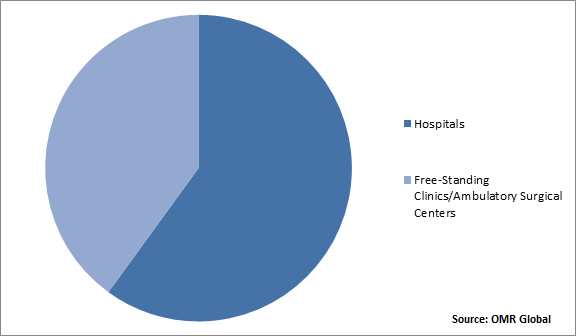 Hospitals
Free-Standing
Clinics/Ambulatory Surgical
Centers
Source: OMR Global